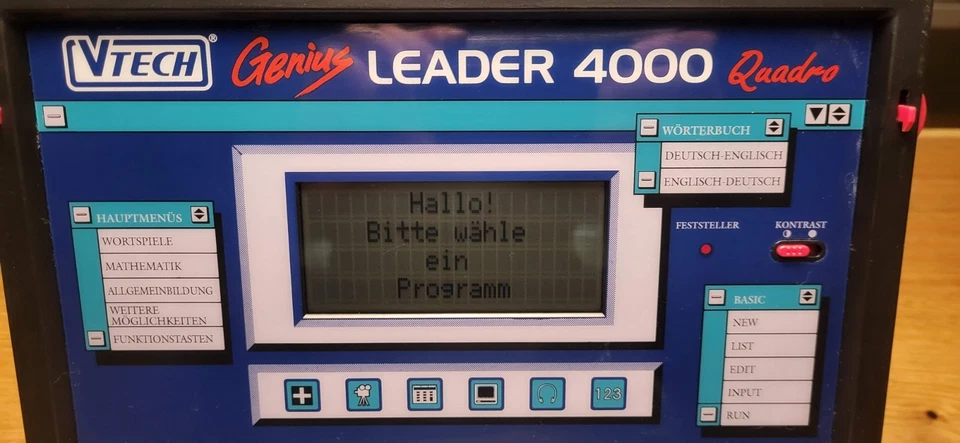 VTECH® Genius LEADER 4000 Quadro
WÖRTERBUCH
DEUTSCH-ENGLISCH
ENGLISCH-DEUTSCH
HAUPTMENÜS
WORTSPIELE
MATHEMATIK
ALLGEMEINBILDUNG
WEITERE
MÖGLICHKEITEN
FUNKTIONSTASTEN
Hallo!
Bitte wähle
ein
Programm
FESTSTELLER
KONTRAST
BASIC
NEW
LIST
EDIT
INPUT
RUN
123